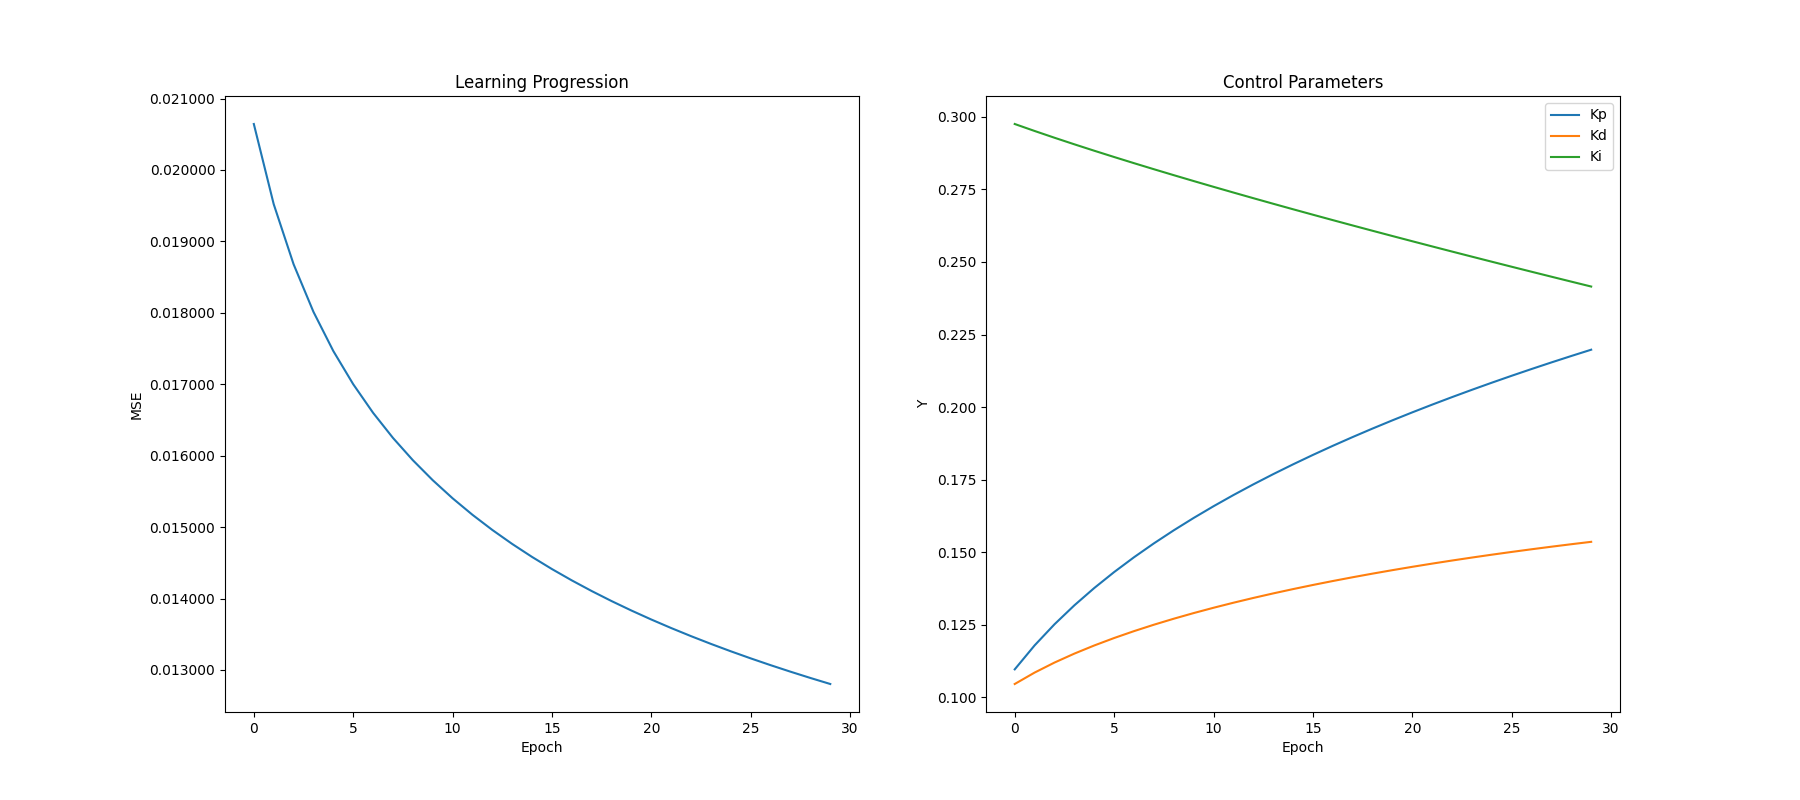 Learning Progression
0.021000
0.020000
0.019000
0.018000
0.017000
0.016000
0.015000
0.014000
0.013000
MSE
0 5 10 15 20 25 30
Epoch
Control Parameters
0.300
0.275
0.250
0.225
0.200
0.175
0.150
0.125
0.100
Y
Kp
Kd
Ki
0 5 10 15 20 25 30
Epoch